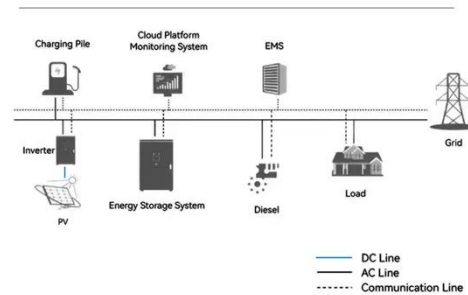 Charging Pile
Cloud Platform
Monitoring System
EMS
Grid
Inverter
PV
Energy Storage System
Diesel
Load
DC Line
AC Line
Communication Line